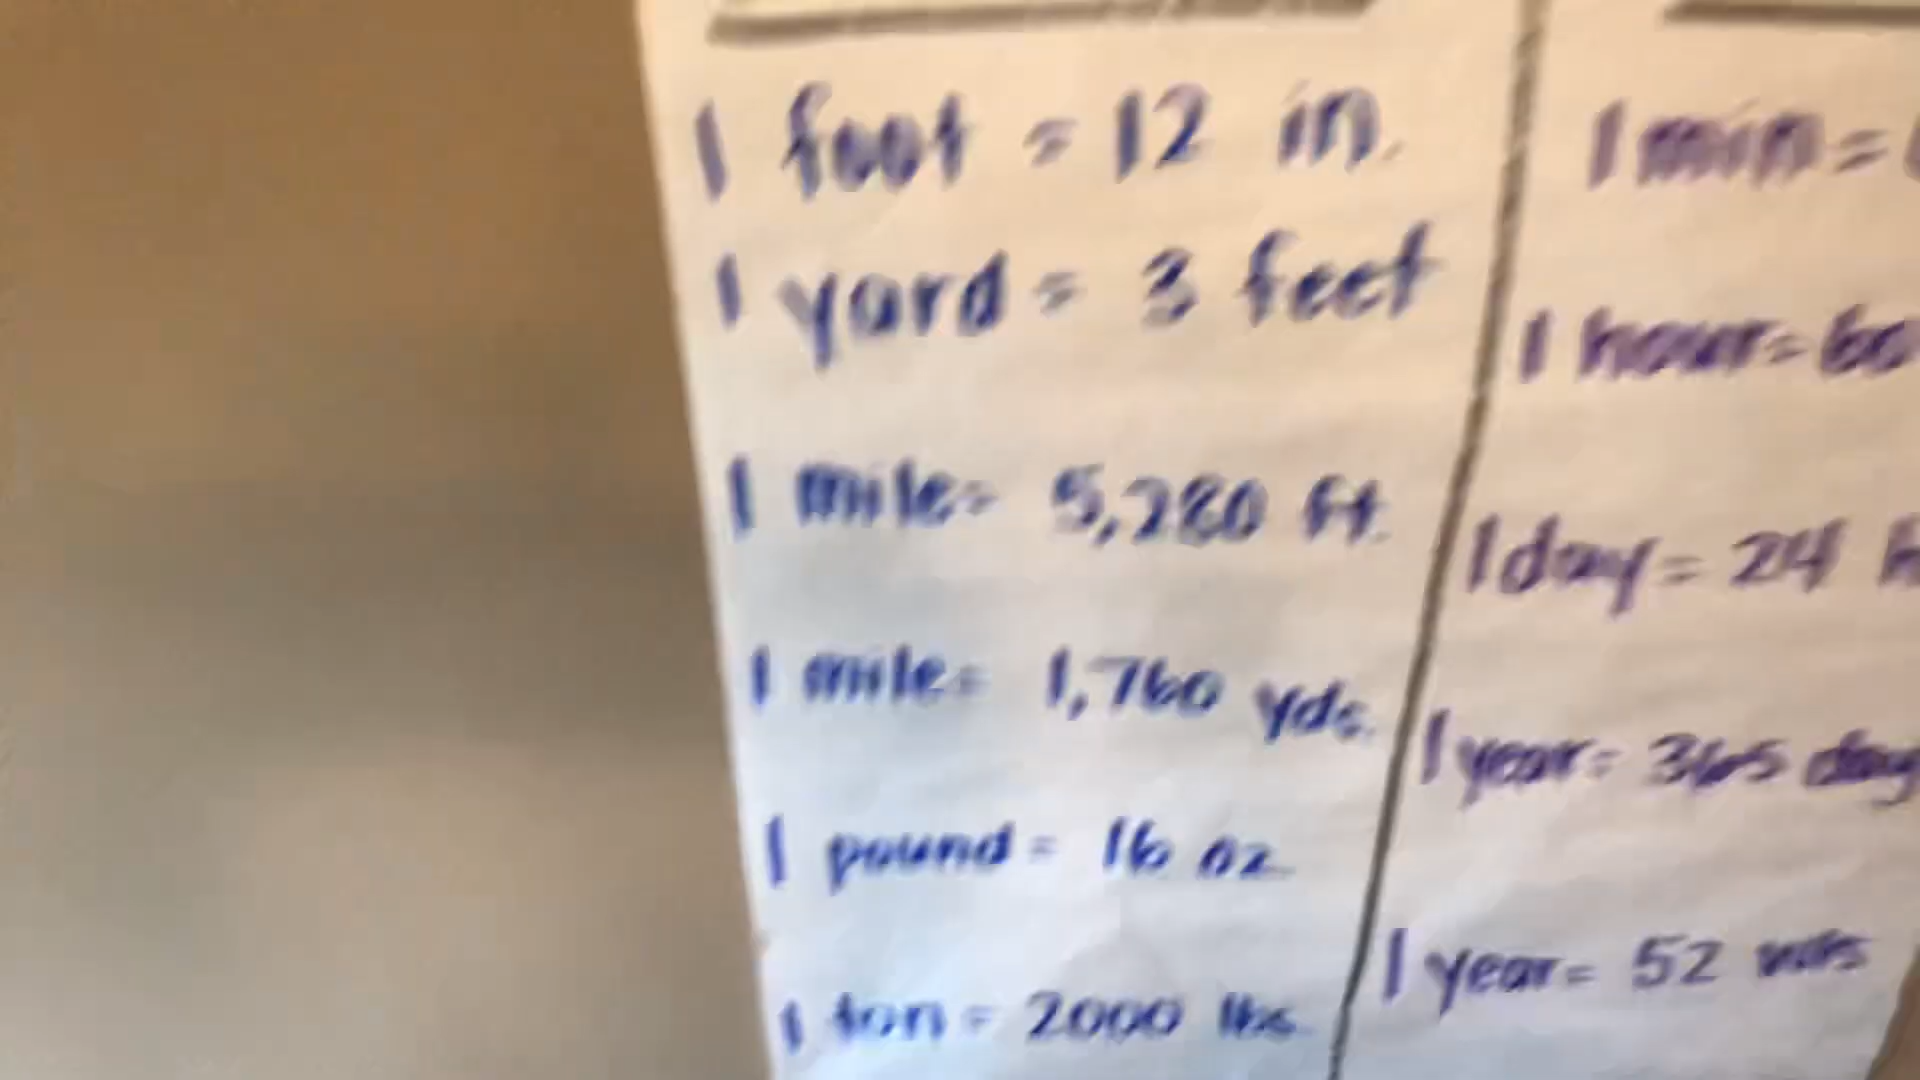 1 foot = 12 in.
1 yard = 3 feet
1 mile = 5,280 ft.
1 mile = 1,760 yds.
1 pound = 16 oz.
1 ton = 2000 lbs.
1 min =
1 hour = 60
1 day = 24 h
1 year = 365 day
1 year = 52